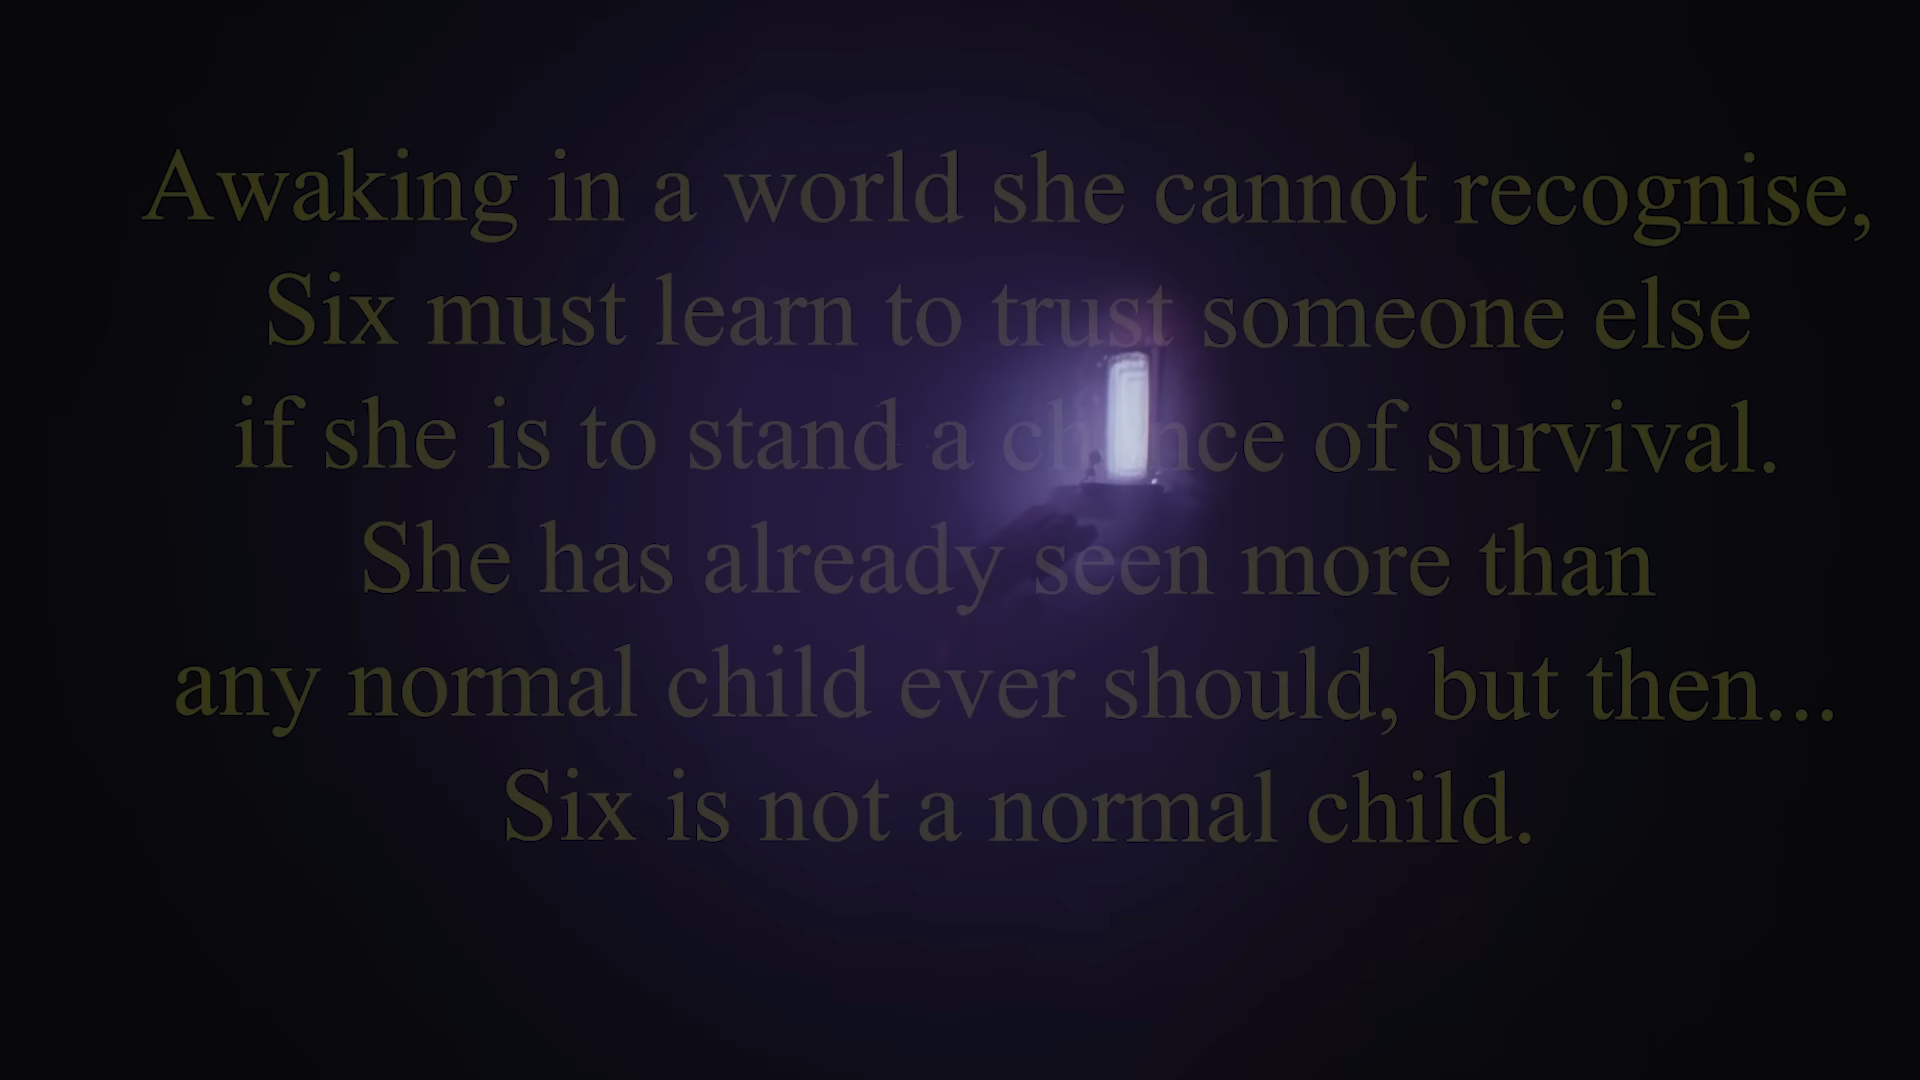 Awaking in a world she cannot recognise,
Six must learn to trust someone else
if she is to stand a chance of survival.
She has already seen more than
any normal child ever should, but then...
Six is not a normal child.